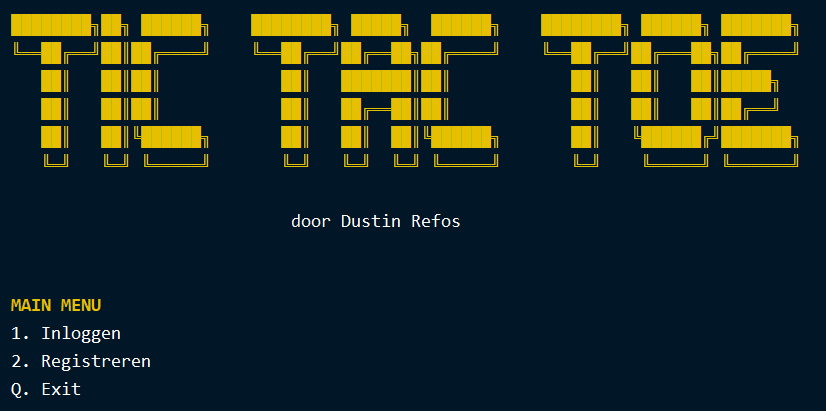 TIC TAC TOE
door Dustin Refos
MAIN MENU
1. Inloggen
2. Registreren
Q. Exit